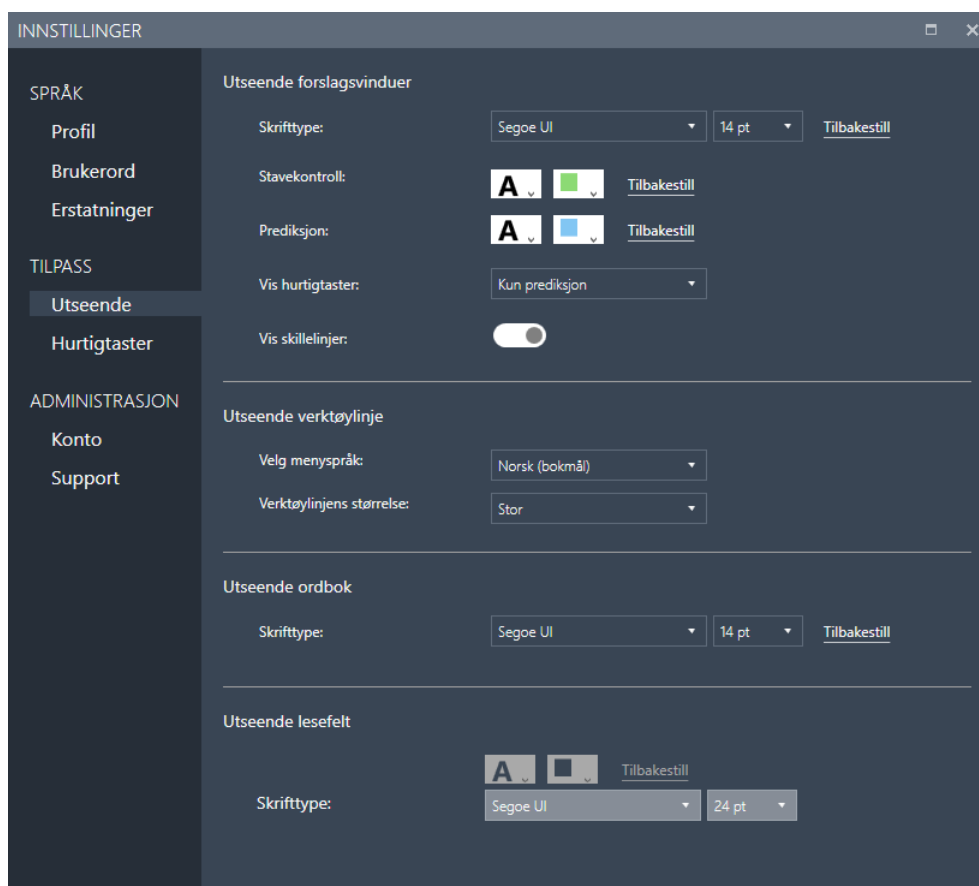 INNSTILLINGER
SPRÅK
Profil
Brukerord
Erstatninger
TILPASS
Utseende
Hurtigtaster
ADMINISTRASJON
Konto
Support
Utseende forslagsvinduer
Skrifttype: Segoe UI 14 pt Tilbakestill
Stavekontroll: A Tilbakestill
Prediksjon: A Tilbakestill
Vis hurtigtaster: Kun prediksjon
Vis skillelinjer:
Utseende verktøylinje
Velg menyspråk: Norsk (bokmål)
Verktøylinjens størrelse: Stor
Utseende ordbok
Skrifttype: Segoe UI 14 pt Tilbakestill
Utseende lesefelt
A Tilbakestill
Skrifttype: Segoe UI 24 pt